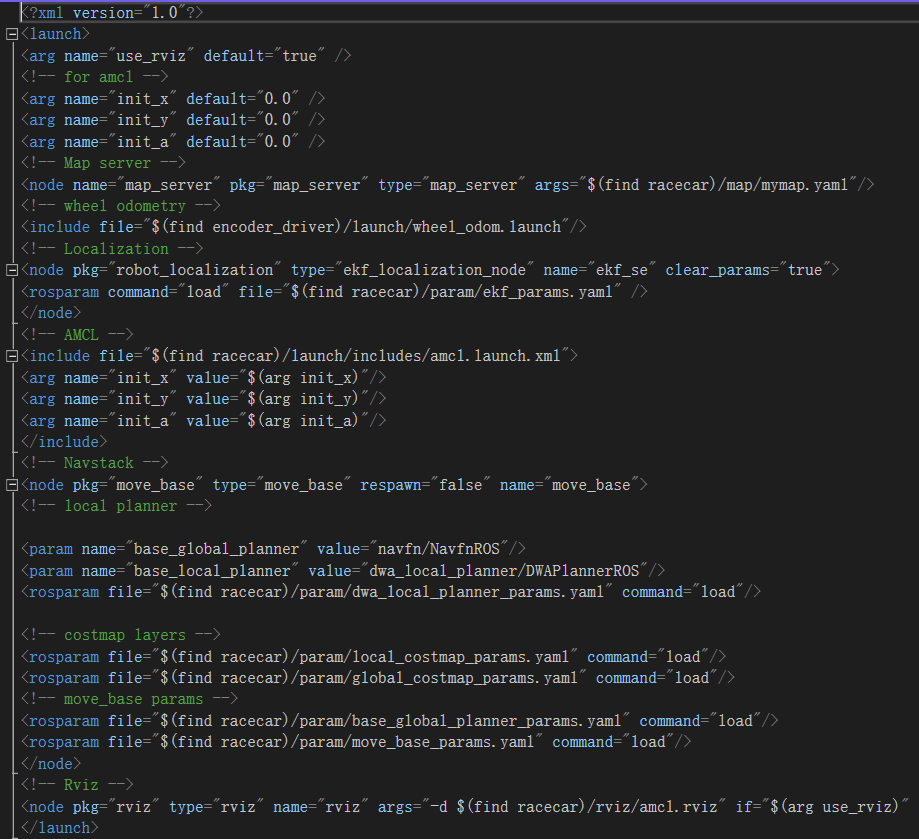 <?xml version="1.0"?>
<launch>
<arg name="use_rviz" default="true" />
<!-- for amcl -->
<arg name="init_x" default="0.0" />
<arg name="init_y" default="0.0" />
<arg name="init_a" default="0.0" />
<!-- Map server -->
<node name="map_server" pkg="map_server" type="map_server" args="$(find racecar)/map/mymap.yaml"/>
<!-- wheel odometry -->
<include file="$(find encoder_driver)/launch/wheel_odom.launch"/>
<!-- Localization -->
<node pkg="robot_localization" type="ekf_localization_node" name="ekf_se" clear_params="true">
<rosparam command="load" file="$(find racecar)/param/ekf_params.yaml" />
</node>
<!-- AMCL -->
<include file="$(find racecar)/launch/includes/amcl.launch.xml">
<arg name="init_x" value="$(arg init_x)"/>
<arg name="init_y" value="$(arg init_y)"/>
<arg name="init_a" value="$(arg init_a)"/>
</include>
<!-- Navstack -->
<node pkg="move_base" type="move_base" respawn="false" name="move_base">
<!-- local planner -->
<param name="base_global_planner" value="navfn/NavfnROS"/>
<param name="base_local_planner" value="dwa_local_planner/DWAPlannerROS"/>
<rosparam file="$(find racecar)/param/dwa_local_planner_params.yaml" command="load"/>
<!-- costmap layers -->
<rosparam file="$(find racecar)/param/local_costmap_params.yaml" command="load"/>
<rosparam file="$(find racecar)/param/global_costmap_params.yaml" command="load"/>
<!-- move_base params -->
<rosparam file="$(find racecar)/param/base_global_planner_params.yaml" command="load"/>
<rosparam file="$(find racecar)/param/move_base_params.yaml" command="load"/>
</node>
<!-- Rviz -->
<node pkg="rviz" type="rviz" name="rviz" args="-d $(find racecar)/rviz/amcl.rviz" if="$(arg use_rviz)"
</launch>